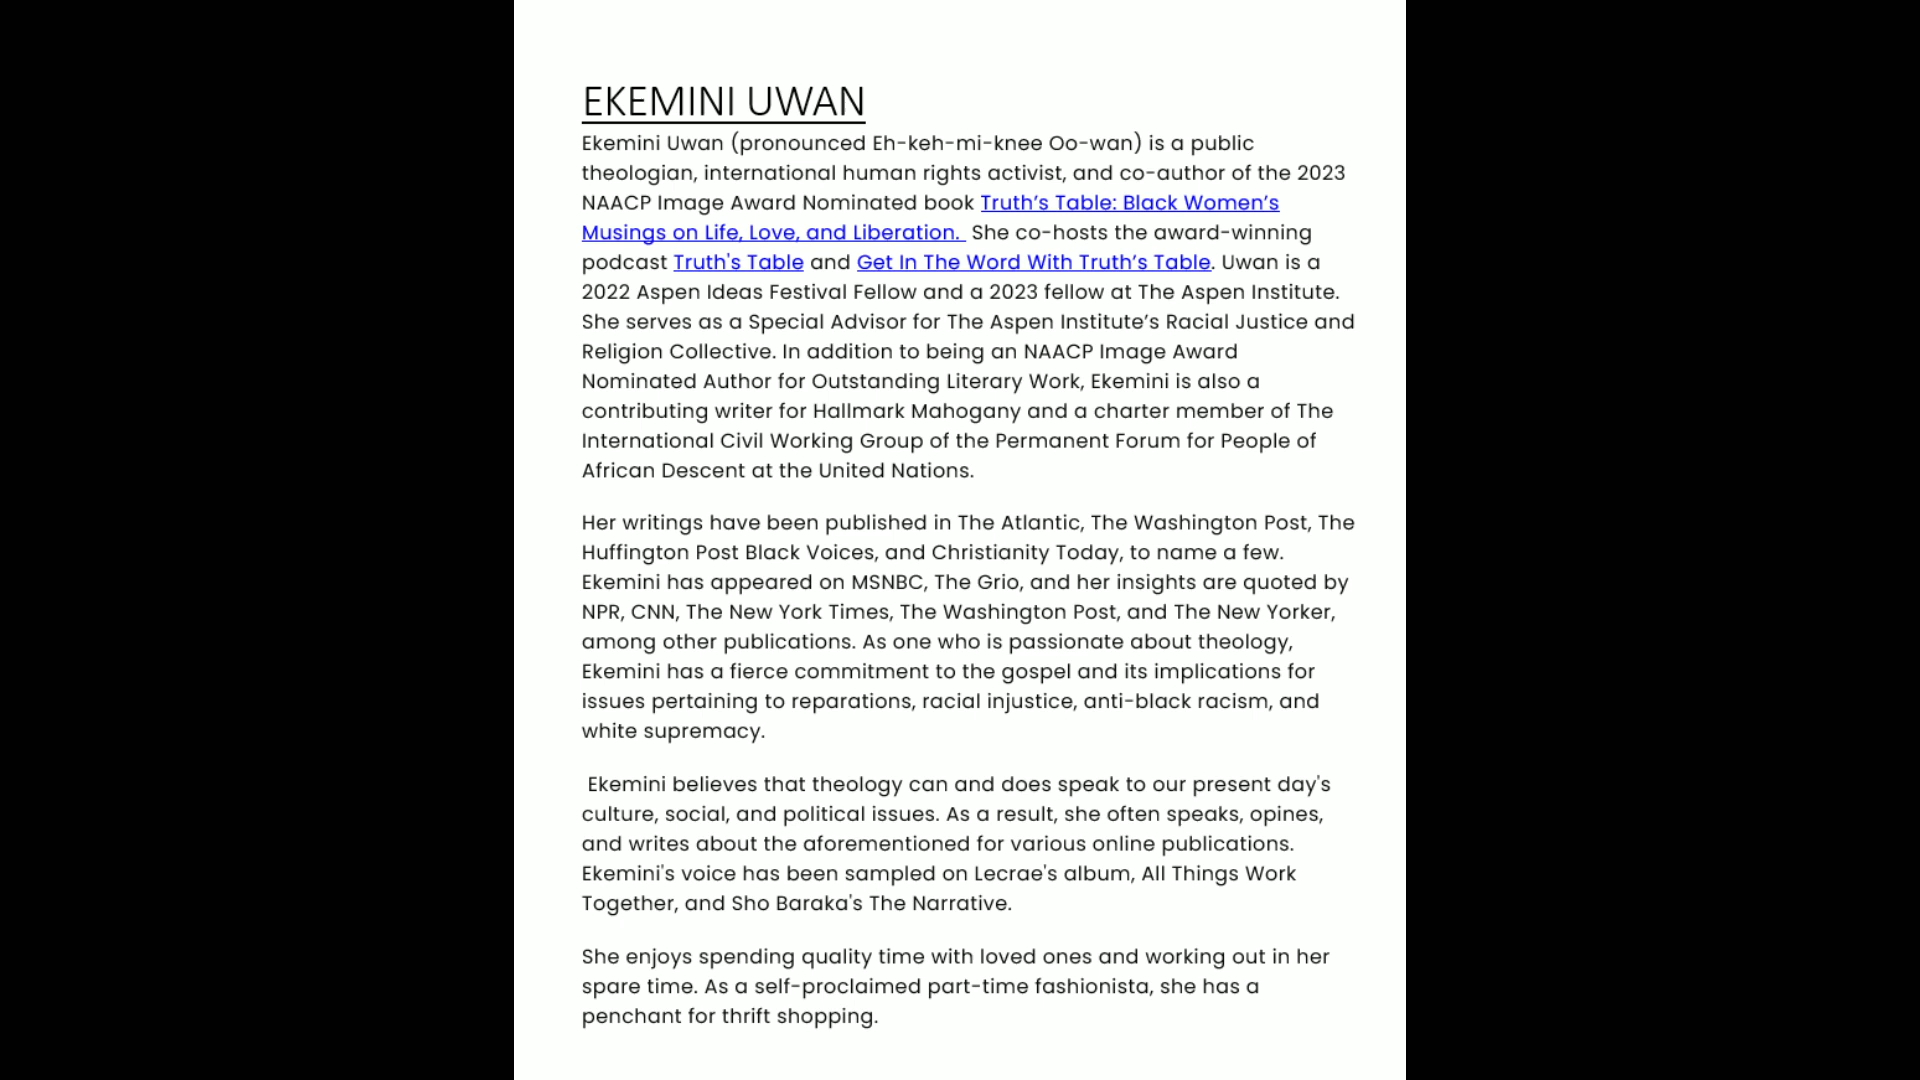 EKEMINI UWAN
Ekemini Uwan (pronounced Eh-keh-mi-knee Oo-wan) is a public
theologian, international human rights activist, and co-author of the 2023
NAACP Image Award Nominated book Truth’s Table: Black Women’s
Musings on Life, Love, and Liberation.  She co-hosts the award-winning
podcast Truth's Table and Get In The Word With Truth’s Table. Uwan is a
2022 Aspen Ideas Festival Fellow and a 2023 fellow at The Aspen Institute.
She serves as a Special Advisor for The Aspen Institute’s Racial Justice and
Religion Collective. In addition to being an NAACP Image Award
Nominated Author for Outstanding Literary Work, Ekemini is also a
contributing writer for Hallmark Mahogany and a charter member of The
International Civil Working Group of the Permanent Forum for People of
African Descent at the United Nations.
Her writings have been published in The Atlantic, The Washington Post, The
Huffington Post Black Voices, and Christianity Today, to name a few.
Ekemini has appeared on MSNBC, The Grio, and her insights are quoted by
NPR, CNN, The New York Times, The Washington Post, and The New Yorker,
among other publications. As one who is passionate about theology,
Ekemini has a fierce commitment to the gospel and its implications for
issues pertaining to reparations, racial injustice, anti-black racism, and
white supremacy.
Ekemini believes that theology can and does speak to our present day's
culture, social, and political issues. As a result, she often speaks, opines,
and writes about the aforementioned for various online publications.
Ekemini's voice has been sampled on Lecrae's album, All Things Work
Together, and Sho Baraka's The Narrative.
She enjoys spending quality time with loved ones and working out in her
spare time. As a self-proclaimed part-time fashionista, she has a
penchant for thrift shopping.